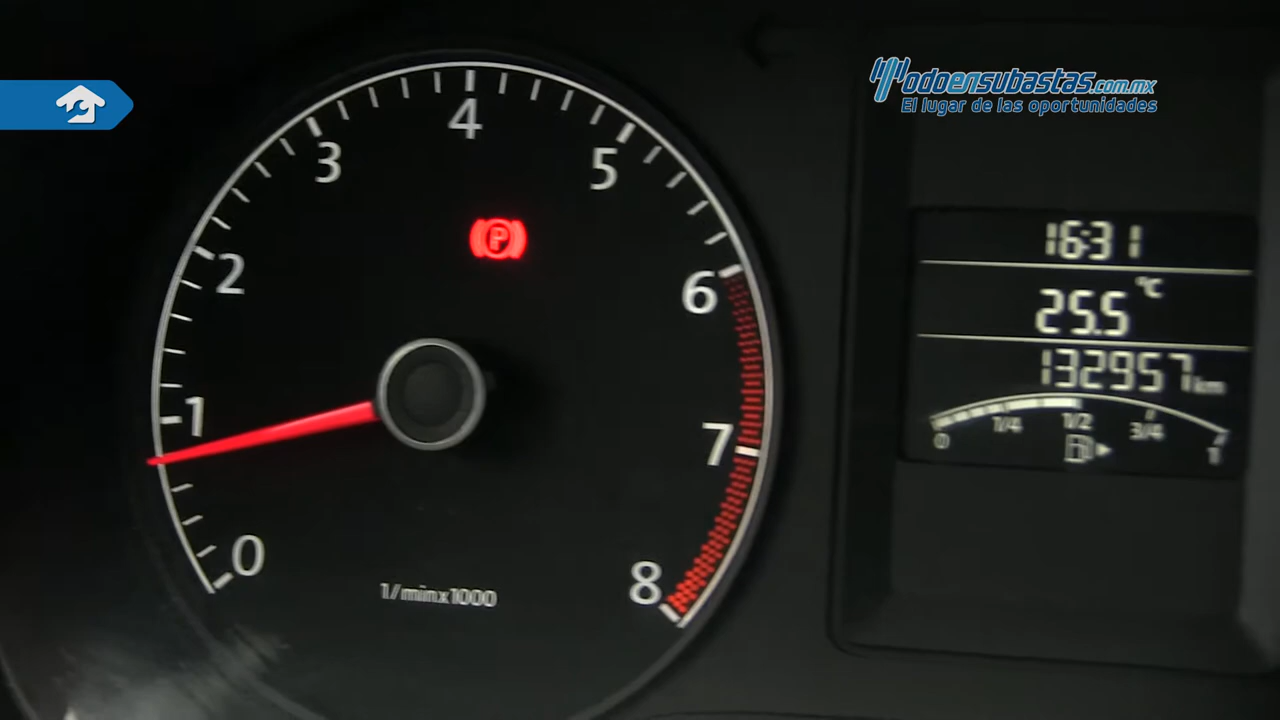 Todoensubastas.com.mx
El lugar de las oportunidades
0
1
2
3
4
5
6
7
8
P
1/min x1000
16:31
25.5 °C
132957 km
0 1/4 1/2 3/4 1